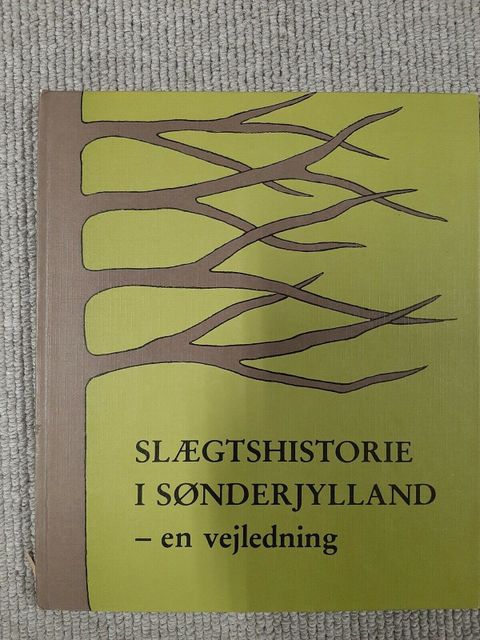 SLÆGTSHISTORIE
I SØNDERJYLLAND
– en vejledning